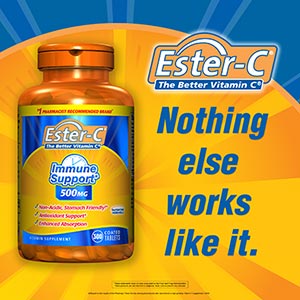 Ester-C®
The Better Vitamin C®
Nothing
else
works
like it.
#1 PHARMACIST RECOMMENDED BRAND
Ester-C®
The Better Vitamin C®
Immune
Support‡
500MG
Non-Acidic, Stomach Friendly
Antioxidant Support‡
Enhanced Absorption
VITAMIN SUPPLEMENT
300
COATED
TABLETS